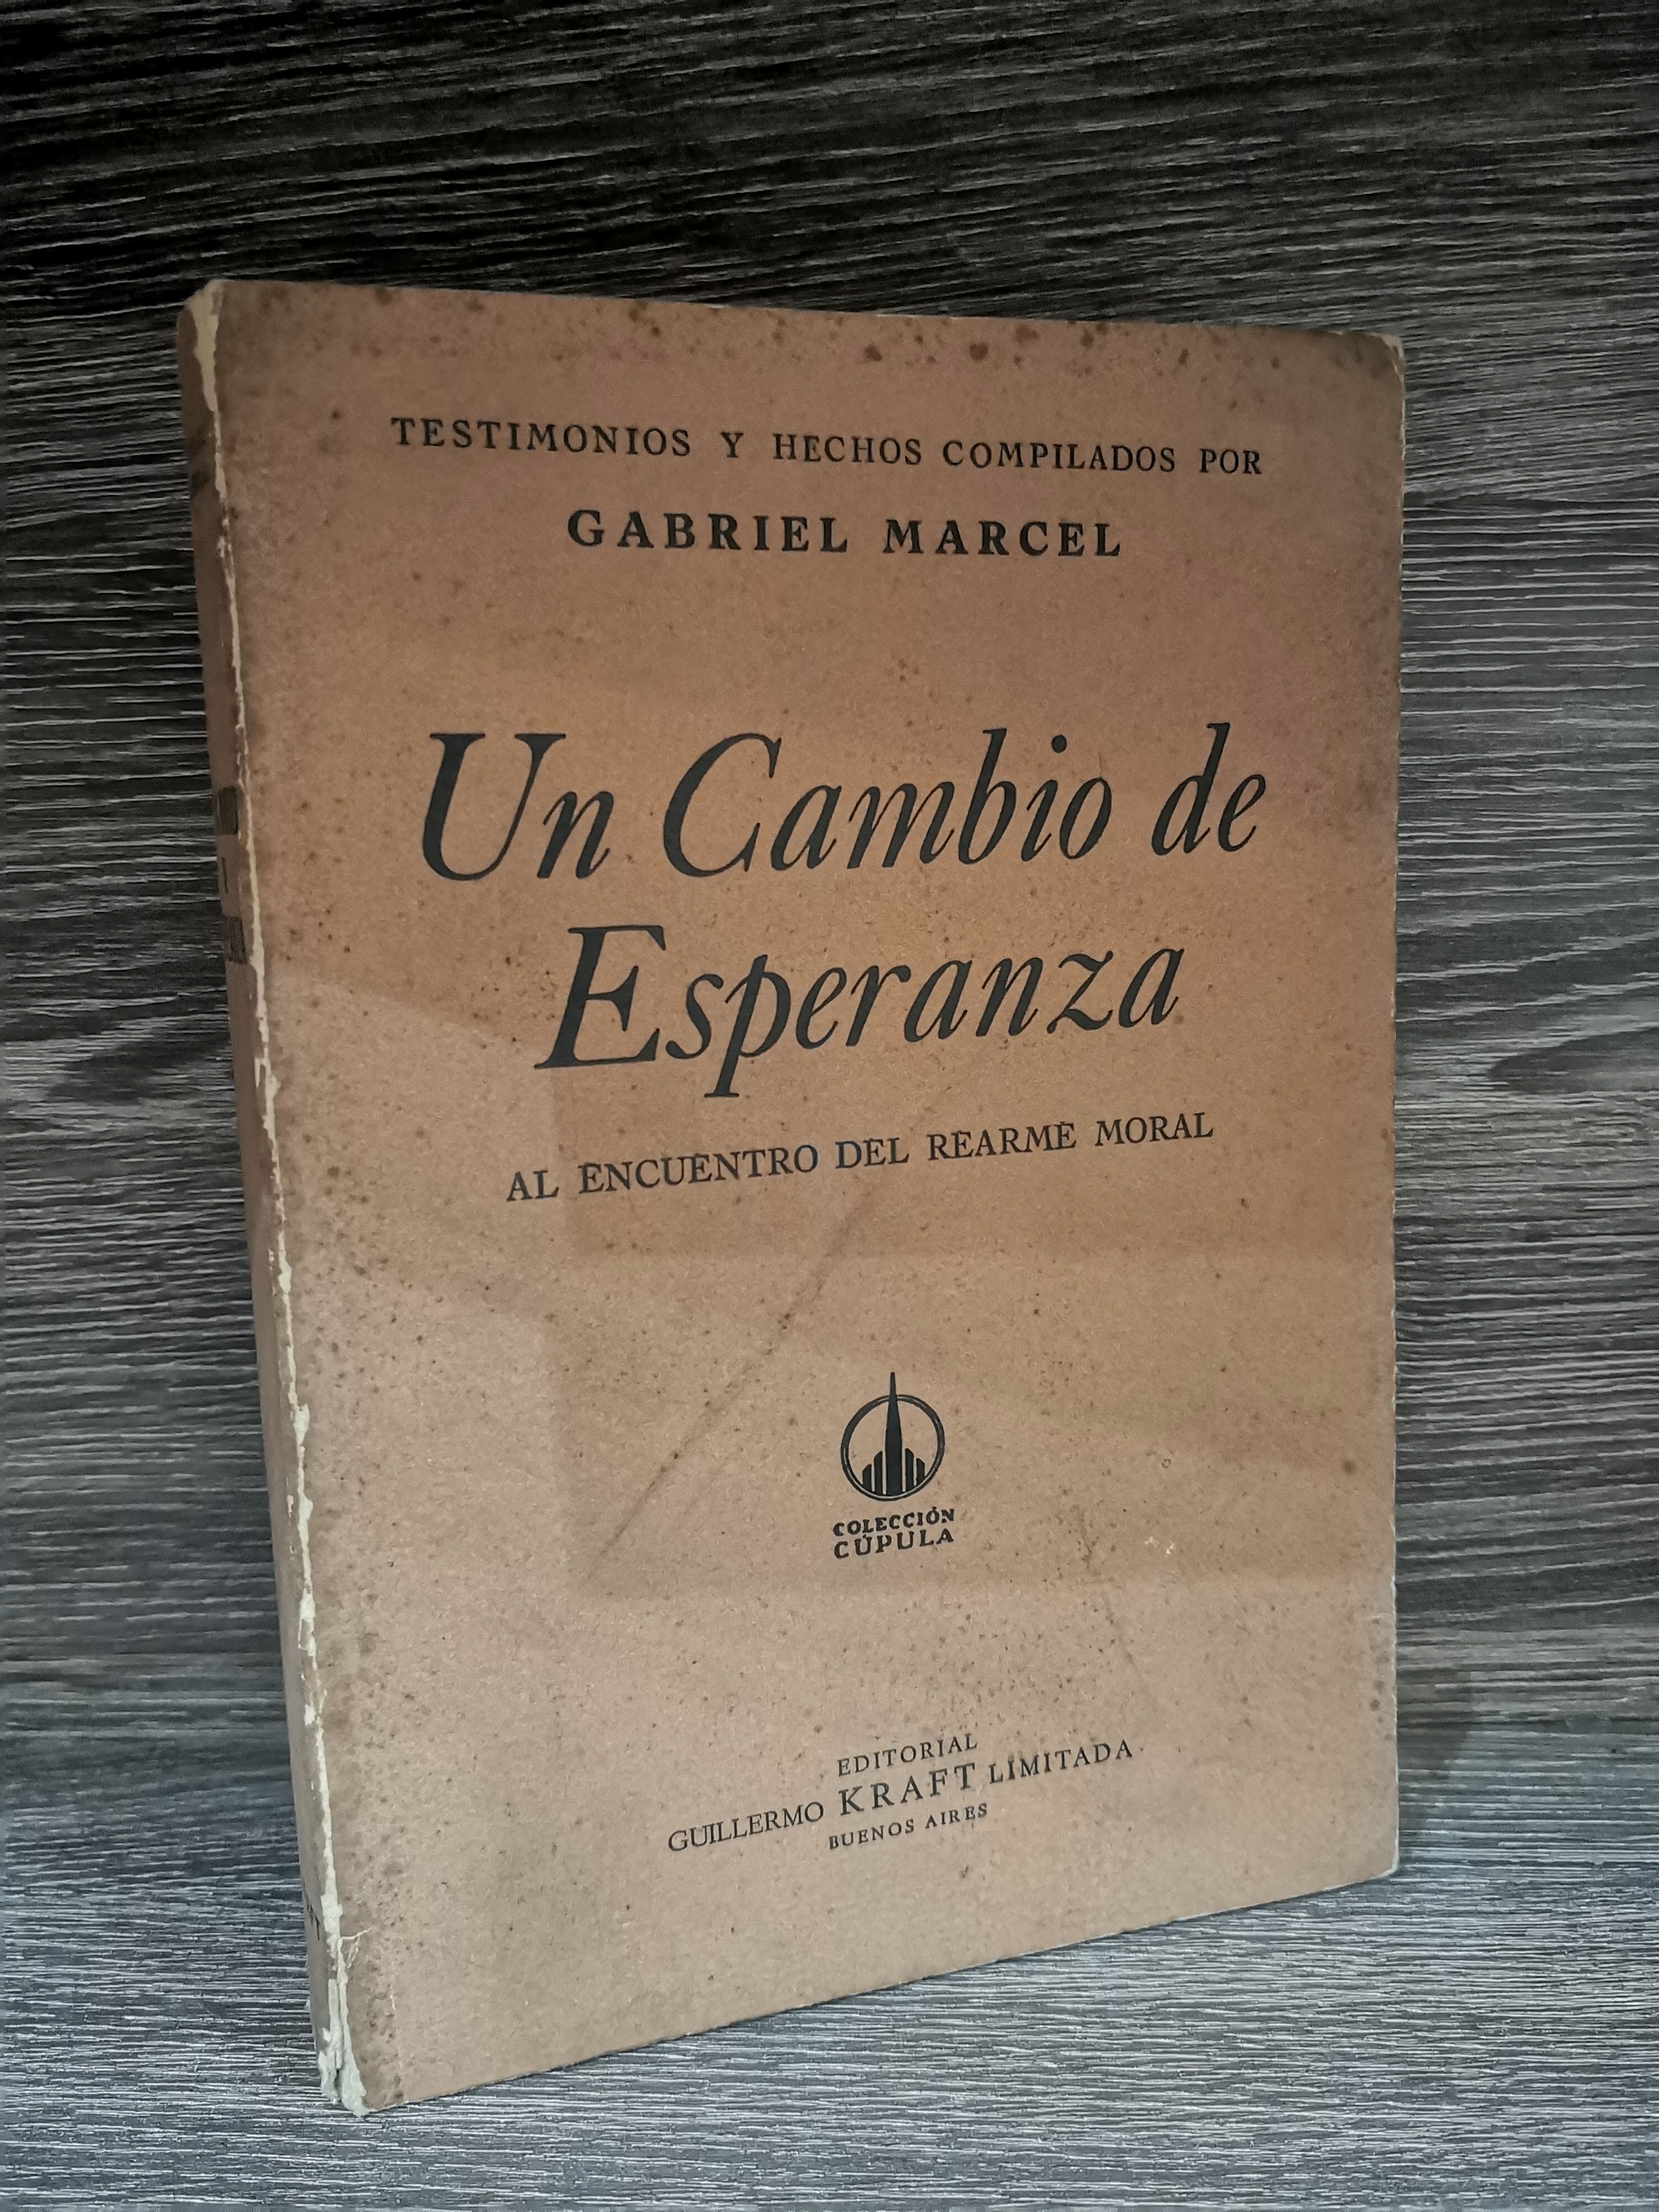 TESTIMONIOS Y HECHOS COMPILADOS POR
GABRIEL MARCEL
Un Cambio de
Esperanza
AL ENCUENTRO DEL REARME MORAL
COLECCIÓN
CÚPULA
EDITORIAL
GUILLERMO KRAFT LIMITADA
BUENOS AIRES